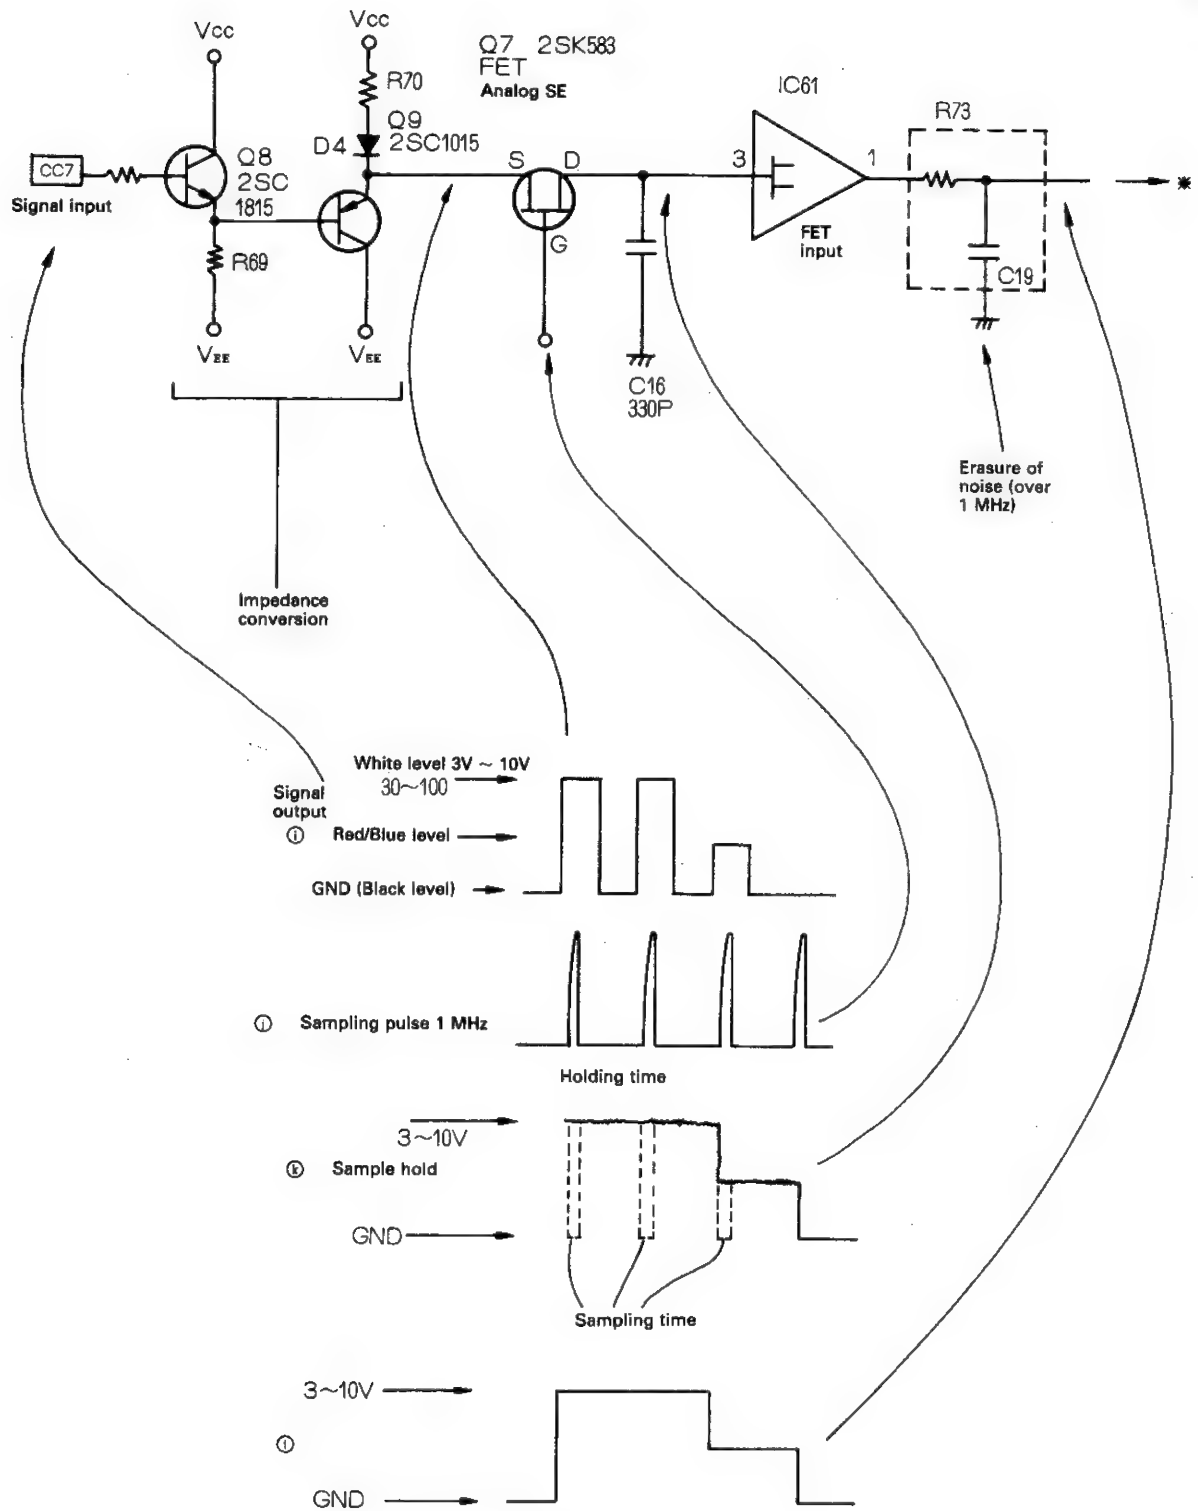 Vcc
Vcc
Q7 2SK583
FET
Analog SE
R70
IC61
R73
Q9
2SC1015
D4
CC7
Signal input
Q8
2SC
1815
S D
G
3
1
*
FET
input
R69
C19
VEE
VEE
C16
330P
Erasure of
noise (over
1 MHz)
Impedance
conversion
White level 3V ~ 10V
30~100
Signal
output
ⓘ Red/Blue level
GND (Black level)
ⓙ Sampling pulse 1 MHz
Holding time
3~10V
ⓚ Sample hold
GND
Sampling time
3~10V
ⓛ
GND